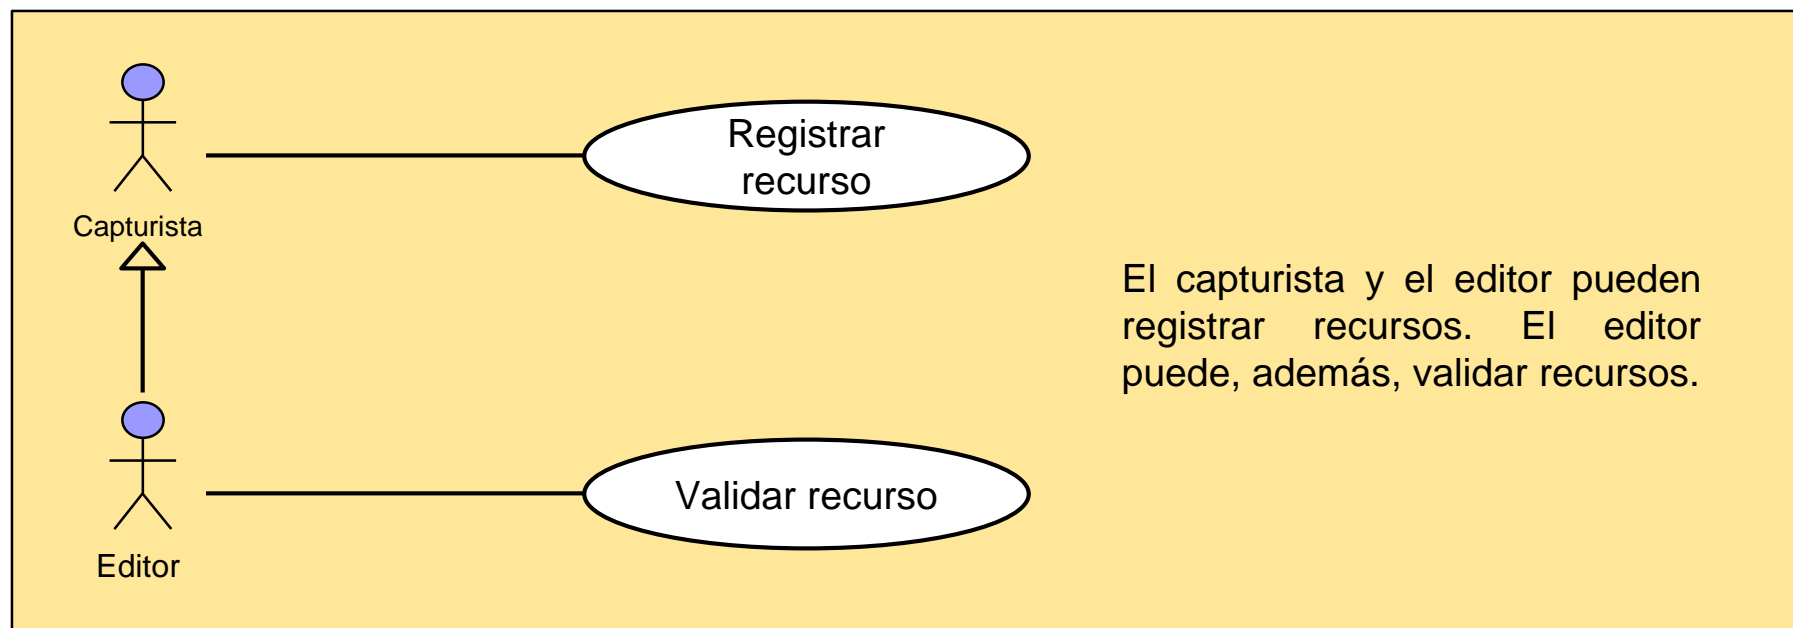 Registrar
recurso
Capturista
El capturista y el editor pueden
registrar recursos. El editor
puede, además, validar recursos.
Validar recurso
Editor